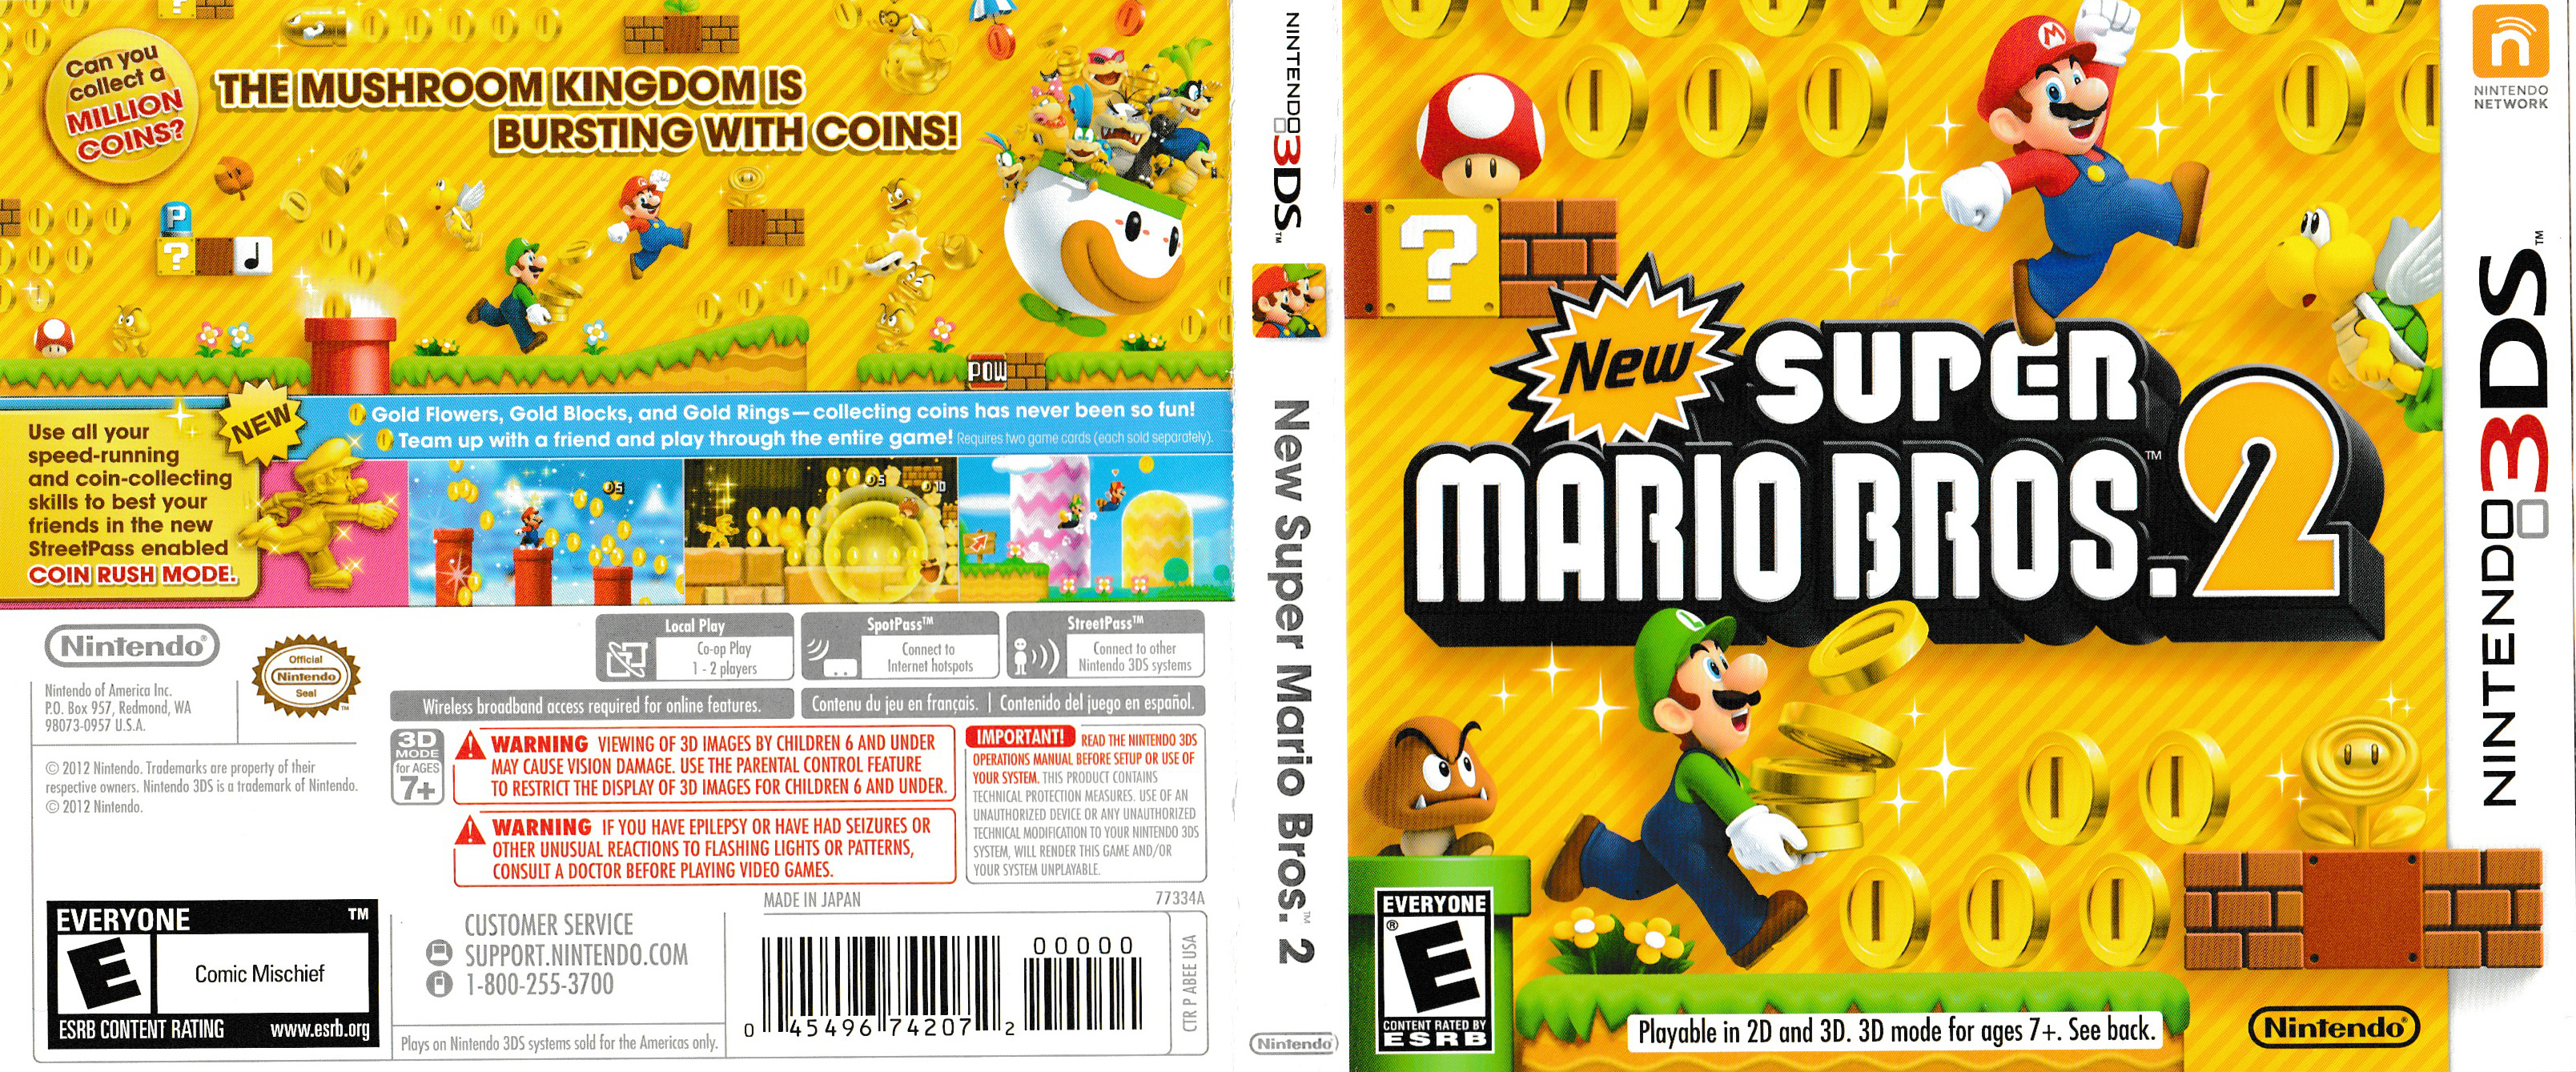 Can you
collect a
MILLION
COINS?
THE MUSHROOM KINGDOM IS
BURSTING WITH COINS!
P
?
?
M
POW
NEW
Use all your
speed-running
and coin-collecting
skills to best your
friends in the new
StreetPass enabled
COIN RUSH MODE.
Gold Flowers, Gold Blocks, and Gold Rings—collecting coins has never been so fun!
Team up with a friend and play through the entire game! Requires two game cards (each sold separately).
5
5
10
Nintendo®
Official
Nintendo
Seal
™
Nintendo of America Inc.
P.O. Box 957, Redmond, WA
98073-0957 U.S.A.
© 2012 Nintendo. Trademarks are property of their
respective owners. Nintendo 3DS is a trademark of Nintendo.
© 2012 Nintendo.
Local Play
Co-op Play
1 - 2 players
SpotPass™
Connect to
Internet hotspots
StreetPass™
Connect to other
Nintendo 3DS systems
Wireless broadband access required for online features.
Contenu du jeu en français. | Contenido del juego en español.
3D
MODE
for AGES
7+
WARNING VIEWING OF 3D IMAGES BY CHILDREN 6 AND UNDER
MAY CAUSE VISION DAMAGE. USE THE PARENTAL CONTROL FEATURE
TO RESTRICT THE DISPLAY OF 3D IMAGES FOR CHILDREN 6 AND UNDER.
WARNING IF YOU HAVE EPILEPSY OR HAVE HAD SEIZURES OR
OTHER UNUSUAL REACTIONS TO FLASHING LIGHTS OR PATTERNS,
CONSULT A DOCTOR BEFORE PLAYING VIDEO GAMES.
IMPORTANT! READ THE NINTENDO 3DS
OPERATIONS MANUAL BEFORE SETUP OR USE OF
YOUR SYSTEM. THIS PRODUCT CONTAINS
TECHNICAL PROTECTION MEASURES. USE OF AN
UNAUTHORIZED DEVICE OR ANY UNAUTHORIZED
TECHNICAL MODIFICATION TO YOUR NINTENDO 3DS
SYSTEM, WILL RENDER THIS GAME AND/OR
YOUR SYSTEM UNPLAYABLE.
MADE IN JAPAN
77334A
EVERYONE
™
E
Comic Mischief
ESRB CONTENT RATING www.esrb.org
CUSTOMER SERVICE
SUPPORT.NINTENDO.COM
1-800-255-3700
Plays on Nintendo 3DS systems sold for the Americas only.
00000
0 45496 74207 2
CTR P ABEE USA
NINTENDO3DS™
New Super Mario Bros.™ 2
Nintendo®
M
?
New SUPER
MARIO BROS.™ 2
L
EVERYONE
®
E
CONTENT RATED BY
ESRB
Playable in 2D and 3D. 3D mode for ages 7+. See back.
Nintendo®
n
NINTENDO
NETWORK
NINTENDO3DS™